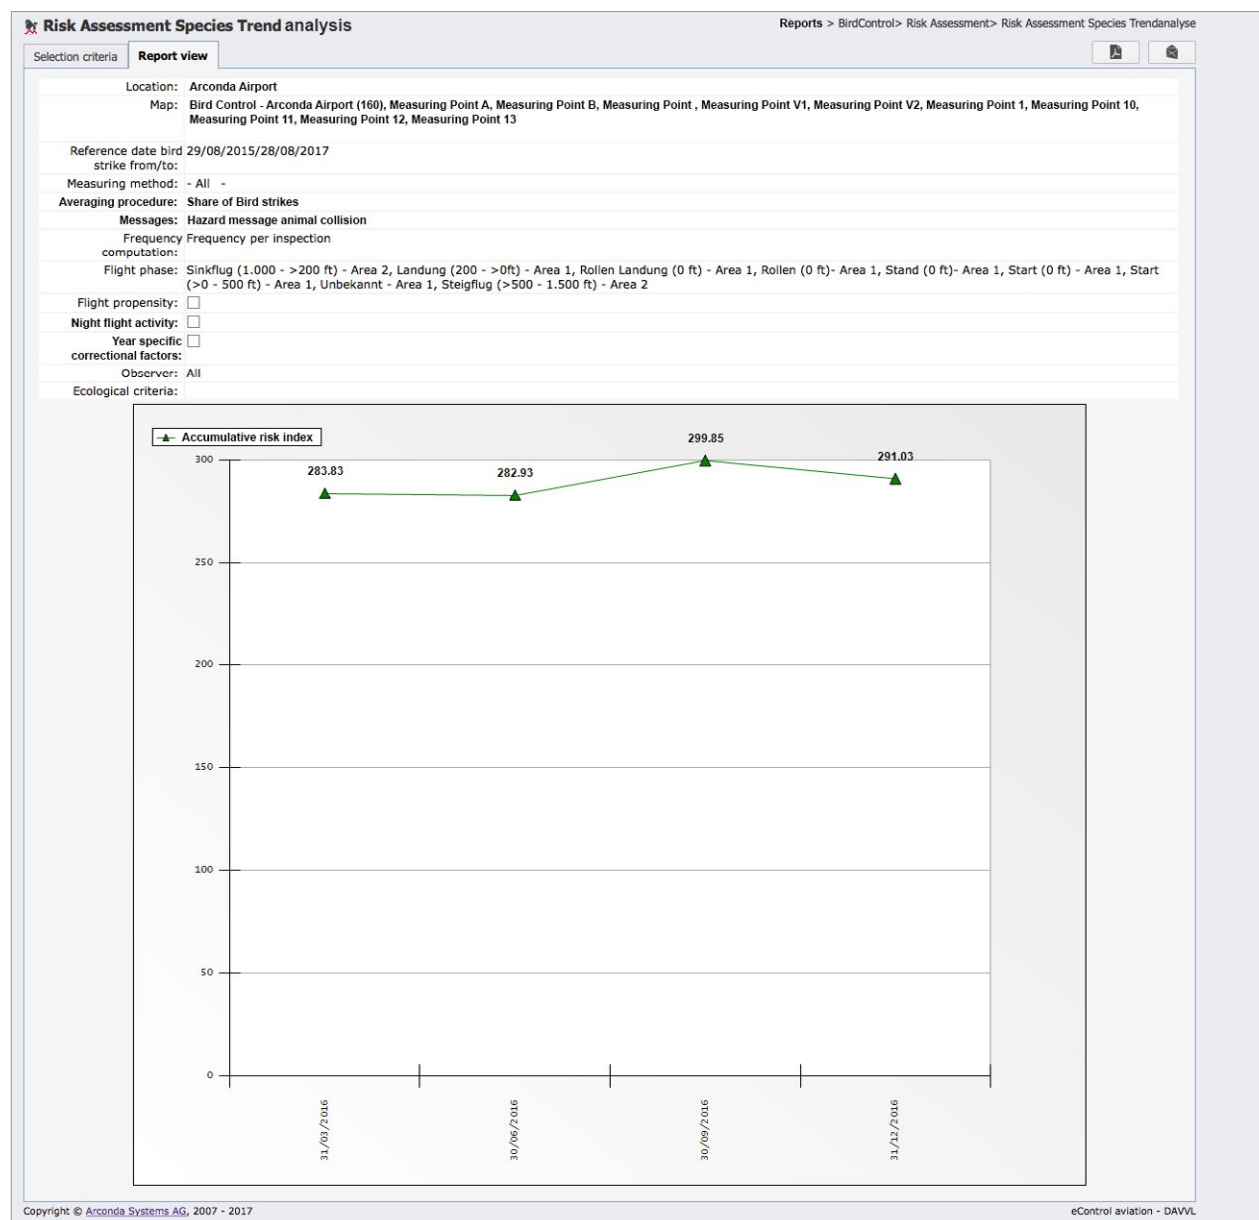 Risk Assessment Species Trend analysis
Reports > BirdControl> Risk Assessment> Risk Assessment Species Trendanalyse
Selection criteria
Report view
Location: Arconda Airport
Map: Bird Control - Arconda Airport (160), Measuring Point A, Measuring Point B, Measuring Point , Measuring Point V1, Measuring Point V2, Measuring Point 1, Measuring Point 10,
Measuring Point 11, Measuring Point 12, Measuring Point 13
Reference date bird 29/08/2015/28/08/2017
strike from/to:
Measuring method: - All -
Averaging procedure: Share of Bird strikes
Messages: Hazard message animal collision
Frequency Frequency per inspection
computation:
Flight phase: Sinkflug (1.000 - >200 ft) - Area 2, Landung (200 - >0ft) - Area 1, Rollen Landung (0 ft) - Area 1, Rollen (0 ft)- Area 1, Stand (0 ft)- Area 1, Start (0 ft) - Area 1, Start
(>0 - 500 ft) - Area 1, Unbekannt - Area 1, Steigflug (>500 - 1.500 ft) - Area 2
Flight propensity:
Night flight activity:
Year specific
correctional factors:
Observer: All
Ecological criteria:
Accumulative risk index
299.85
291.03
283.83
282.93
300
250
200
150
100
50
0
31/03/2016
30/06/2016
30/09/2016
31/12/2016
Copyright © Arconda Systems AG, 2007 - 2017
eControl aviation - DAVVL